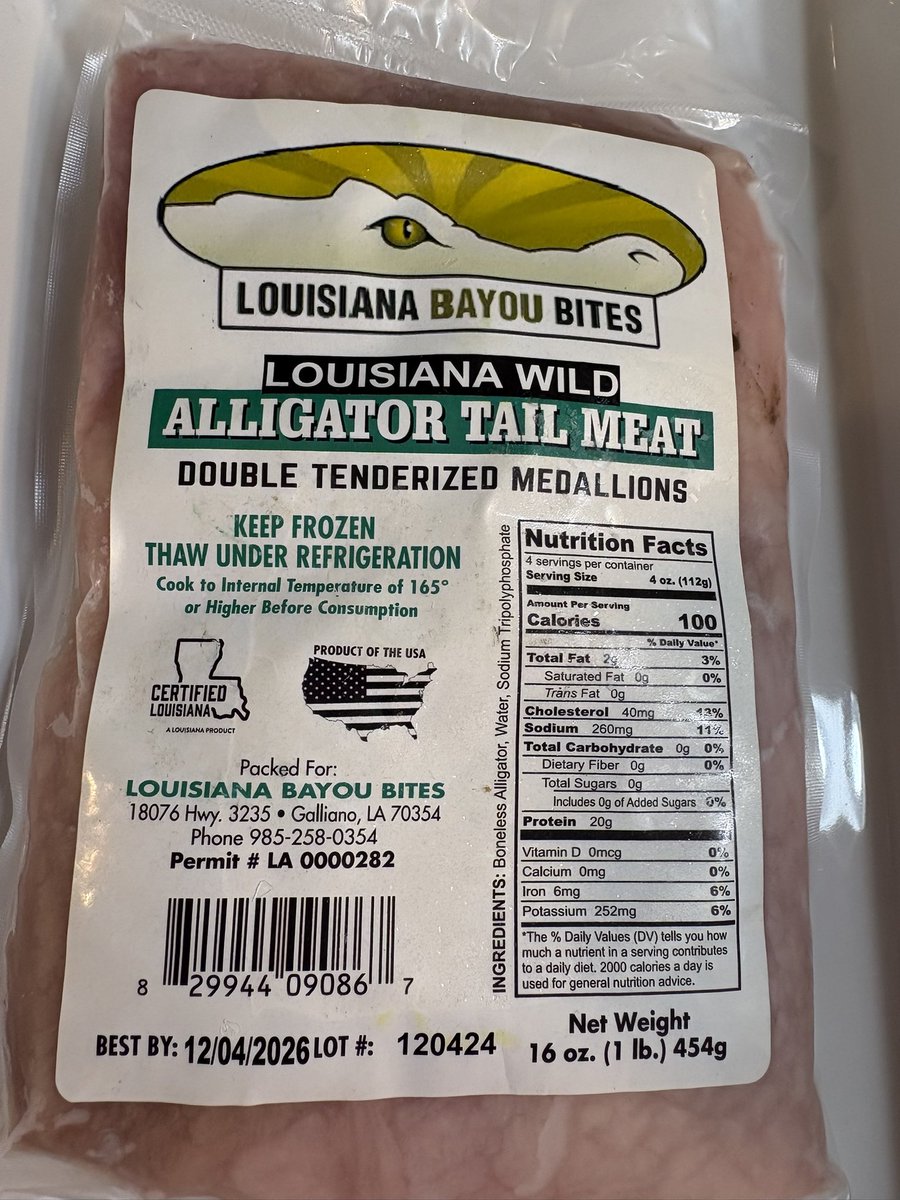 LOUISIANA BAYOU BITES
LOUISIANA WILD
ALLIGATOR TAIL MEAT
DOUBLE TENDERIZED MEDALLIONS
KEEP FROZEN
THAW UNDER REFRIGERATION
Cook to Internal Temperature of 165°
or Higher Before Consumption
CERTIFIED
LOUISIANA
A LOUISIANA PRODUCT
PRODUCT OF THE USA
Packed For:
LOUISIANA BAYOU BITES
18076 Hwy. 3235 • Galliano, LA 70354
Phone 985-258-0354
Permit # LA 0000282
8 29944 09086 7
BEST BY: 12/04/2026 LOT #: 120424
INGREDIENTS: Boneless Alligator, Water, Sodium Tripolyphosphate
Nutrition Facts
4 servings per container
Serving Size 4 oz. (112g)
Amount Per Serving
Calories 100
% Daily Value*
Total Fat 2g 3%
Saturated Fat 0g 0%
Trans Fat 0g
Cholesterol 40mg 13%
Sodium 260mg 11%
Total Carbohydrate 0g 0%
Dietary Fiber 0g 0%
Total Sugars 0g
Includes 0g of Added Sugars 0%
Protein 20g
Vitamin D 0mcg 0%
Calcium 0mg 0%
Iron 6mg 6%
Potassium 252mg 6%
*The % Daily Values (DV) tells you how
much a nutrient in a serving contributes
to a daily diet. 2000 calories a day is
used for general nutrition advice.
Net Weight
16 oz. (1 lb.) 454g